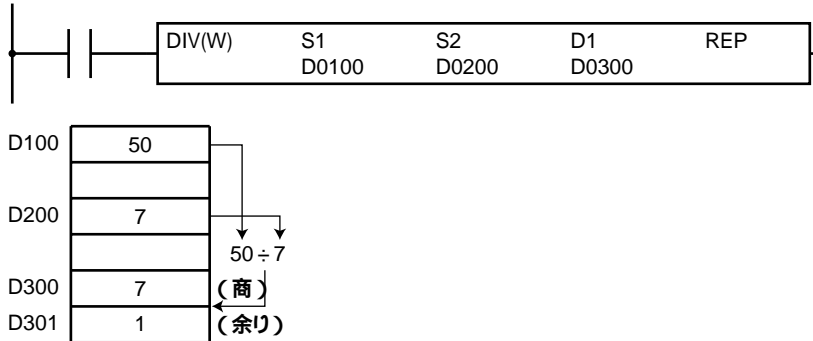 DIV(W) S1 S2 D1 REP
D0100 D0200 D0300
D100 50
D200 7
50÷7
D300 7 (商)
D301 1 (余り)